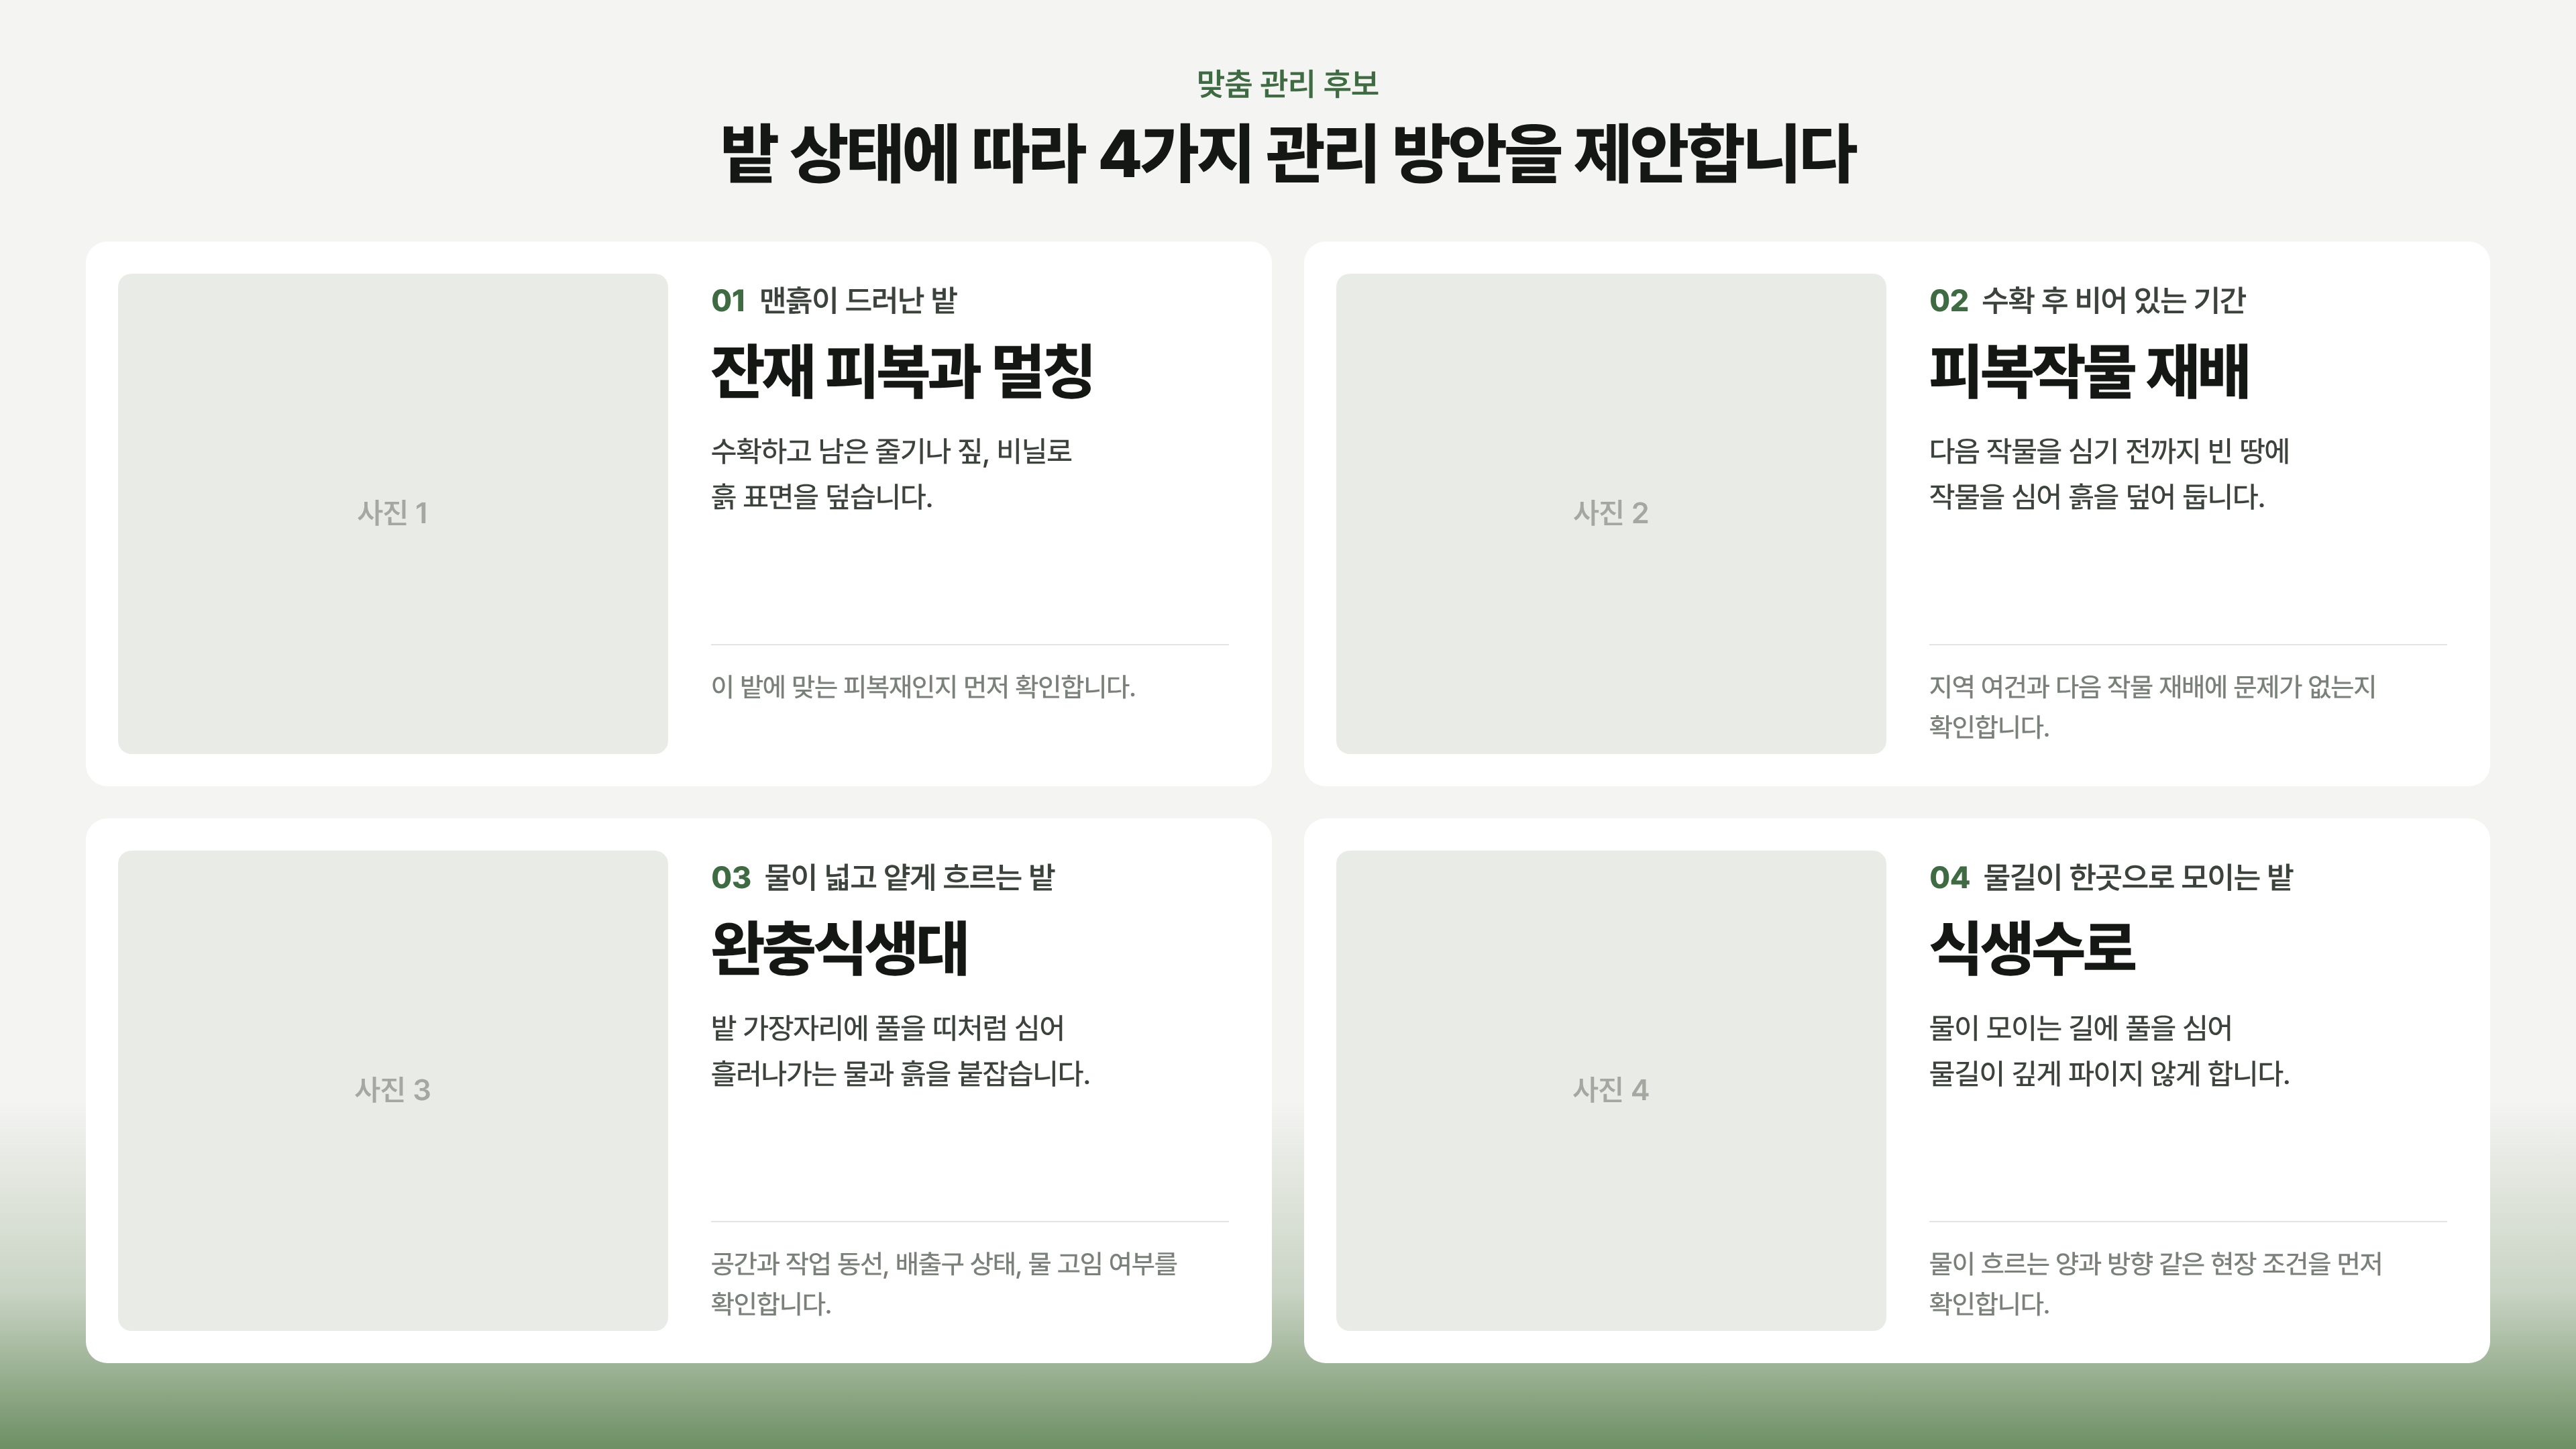 맞춤 관리 후보
밭 상태에 따라 4가지 관리 방안을 제안합니다
사진 1
01 맨흙이 드러난 밭
잔재 피복과 멀칭
수확하고 남은 줄기나 짚, 비닐로
흙 표면을 덮습니다.
이 밭에 맞는 피복재인지 먼저 확인합니다.
사진 2
02 수확 후 비어 있는 기간
피복작물 재배
다음 작물을 심기 전까지 빈 땅에
작물을 심어 흙을 덮어 둡니다.
지역 여건과 다음 작물 재배에 문제가 없는지
확인합니다.
사진 3
03 물이 넓고 얕게 흐르는 밭
완충식생대
밭 가장자리에 풀을 띠처럼 심어
흘러나가는 물과 흙을 붙잡습니다.
공간과 작업 동선, 배출구 상태, 물 고임 여부를
확인합니다.
사진 4
04 물길이 한곳으로 모이는 밭
식생수로
물이 모이는 길에 풀을 심어
물길이 깊게 파이지 않게 합니다.
물이 흐르는 양과 방향 같은 현장 조건을 먼저
확인합니다.